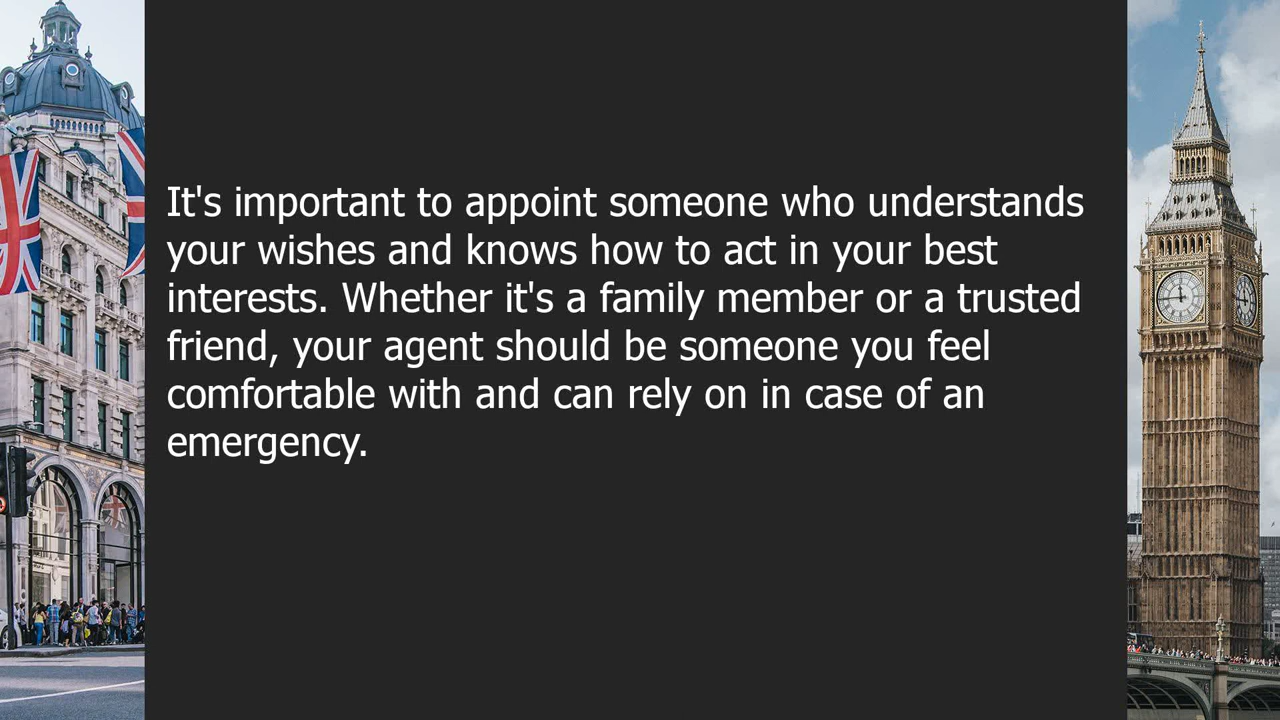 It's important to appoint someone who understands
your wishes and knows how to act in your best
interests. Whether it's a family member or a trusted
friend, your agent should be someone you feel
comfortable with and can rely on in case of an
emergency.